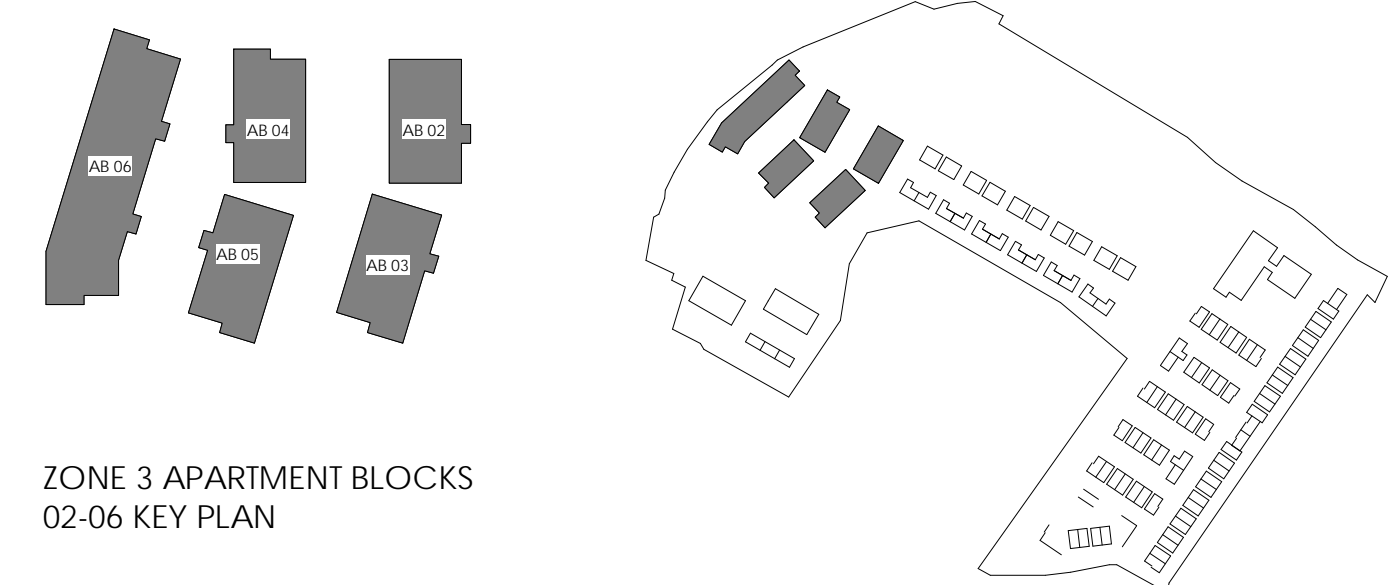 AB 04
AB 02
AB 06
AB 05
AB 03
ZONE 3 APARTMENT BLOCKS
02-06 KEY PLAN